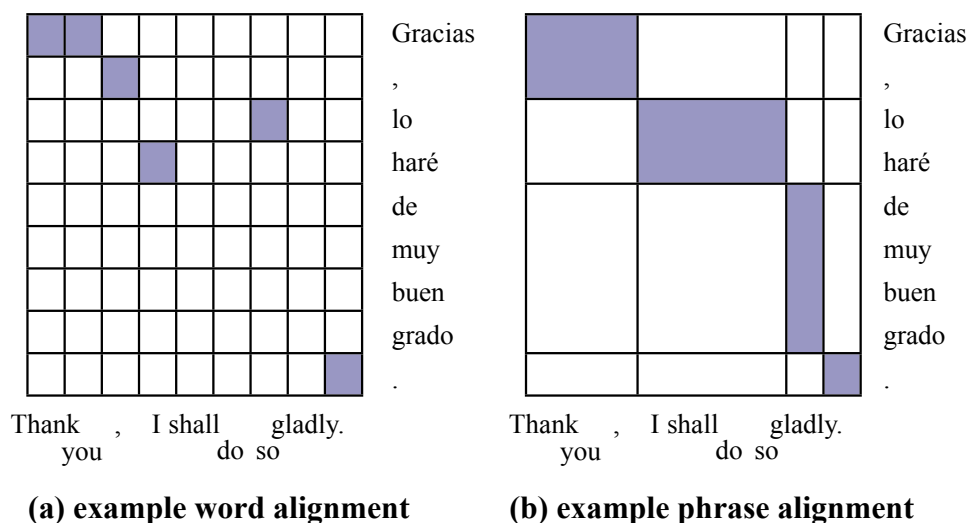 Gracias
,
lo
haré
de
muy
buen
grado
.
Thank , I shall gladly.
you do so
(a) example word alignment
Gracias
,
lo
haré
de
muy
buen
grado
.
Thank , I shall gladly.
you do so
(b) example phrase alignment